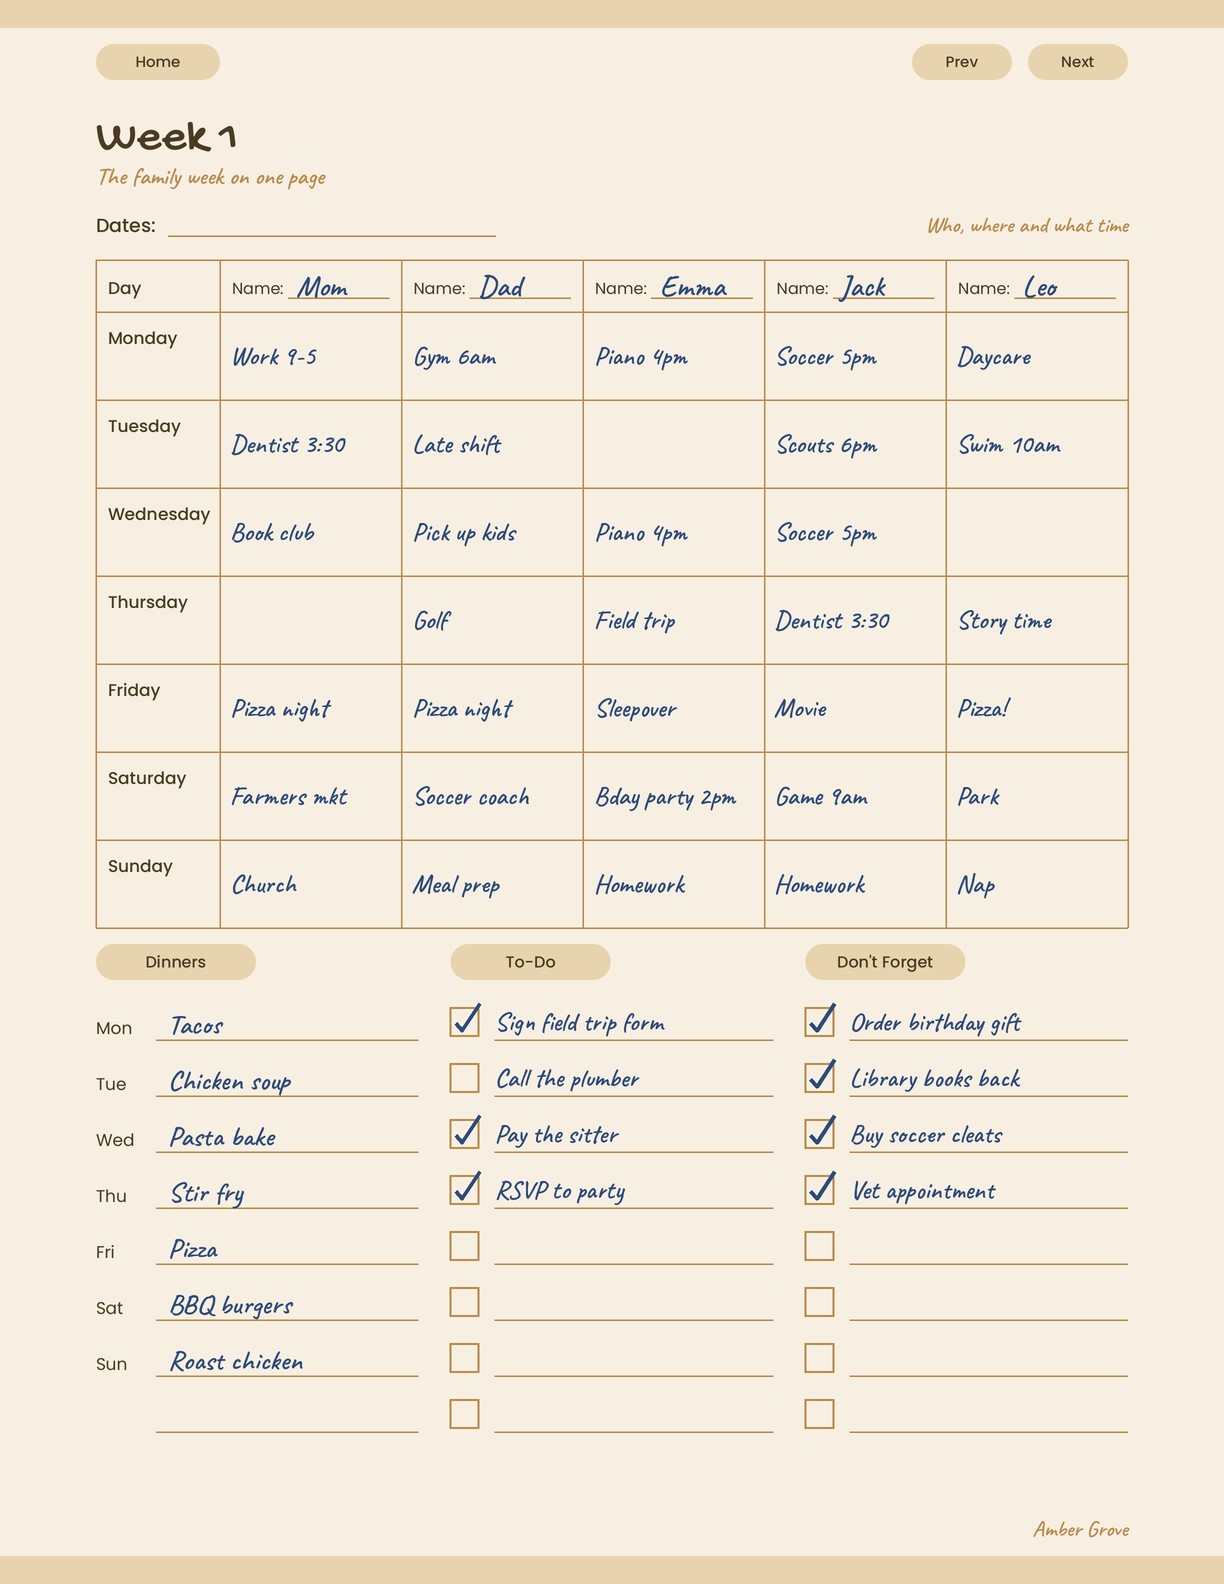 Home Prev Next
Week 1
The family week on one page
Dates: Who, where and what time
Day Name: Mom Name: Dad Name: Emma Name: Jack Name: Leo
Monday Work 9-5 Gym 6am Piano 4pm Soccer 5pm Daycare
Tuesday Dentist 3:30 Late shift Scouts 6pm Swim 10am
Wednesday Book club Pick up kids Piano 4pm Soccer 5pm
Thursday Golf Field trip Dentist 3:30 Story time
Friday Pizza night Pizza night Sleepover Movie Pizza!
Saturday Farmers mkt Soccer coach Bday party 2pm Game 9am Park
Sunday Church Meal prep Homework Homework Nap
Dinners To-Do Don't Forget
Mon Tacos Sign field trip form Order birthday gift
Tue Chicken soup Call the plumber Library books back
Wed Pasta bake Pay the sitter Buy soccer cleats
Thu Stir fry RSVP to party Vet appointment
Fri Pizza
Sat BBQ burgers
Sun Roast chicken
Amber Grove